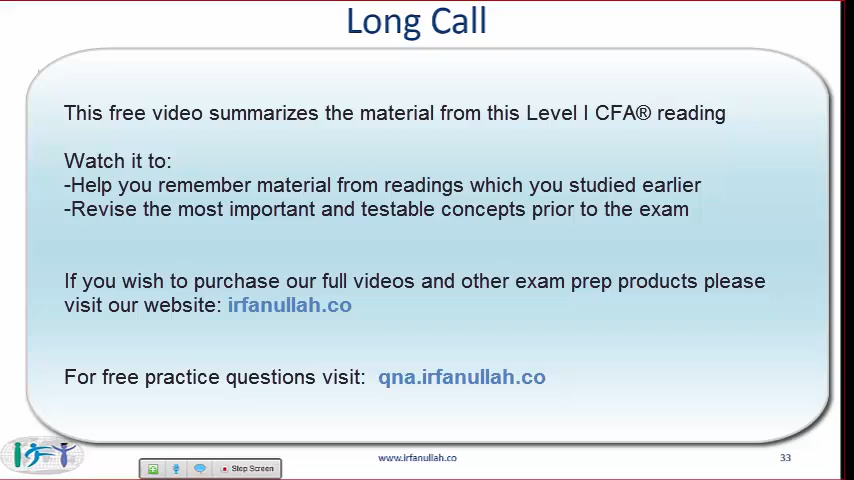 Long Call
This free video summarizes the material from this Level I CFA® reading
Watch it to:
-Help you remember material from readings which you studied earlier
-Revise the most important and testable concepts prior to the exam
If you wish to purchase our full videos and other exam prep products please
visit our website: irfanullah.co
For free practice questions visit: qna.irfanullah.co
IFT
Stop Screen
www.irfanullah.co
33